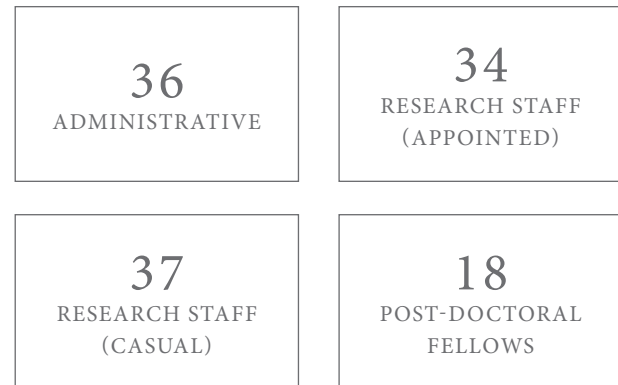 36
ADMINISTRATIVE
34
RESEARCH STAFF
(APPOINTED)
37
RESEARCH STAFF
(CASUAL)
18
POST-DOCTORAL
FELLOWS